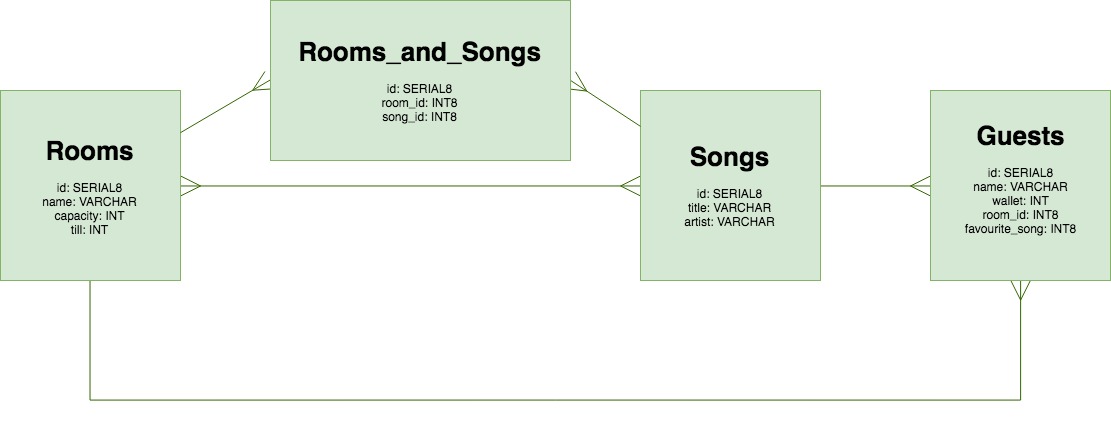 Rooms_and_Songs
id: SERIAL8
room_id: INT8
song_id: INT8
Rooms
id: SERIAL8
name: VARCHAR
capacity: INT
till: INT
Songs
id: SERIAL8
title: VARCHAR
artist: VARCHAR
Guests
id: SERIAL8
name: VARCHAR
wallet: INT
room_id: INT8
favourite_song: INT8